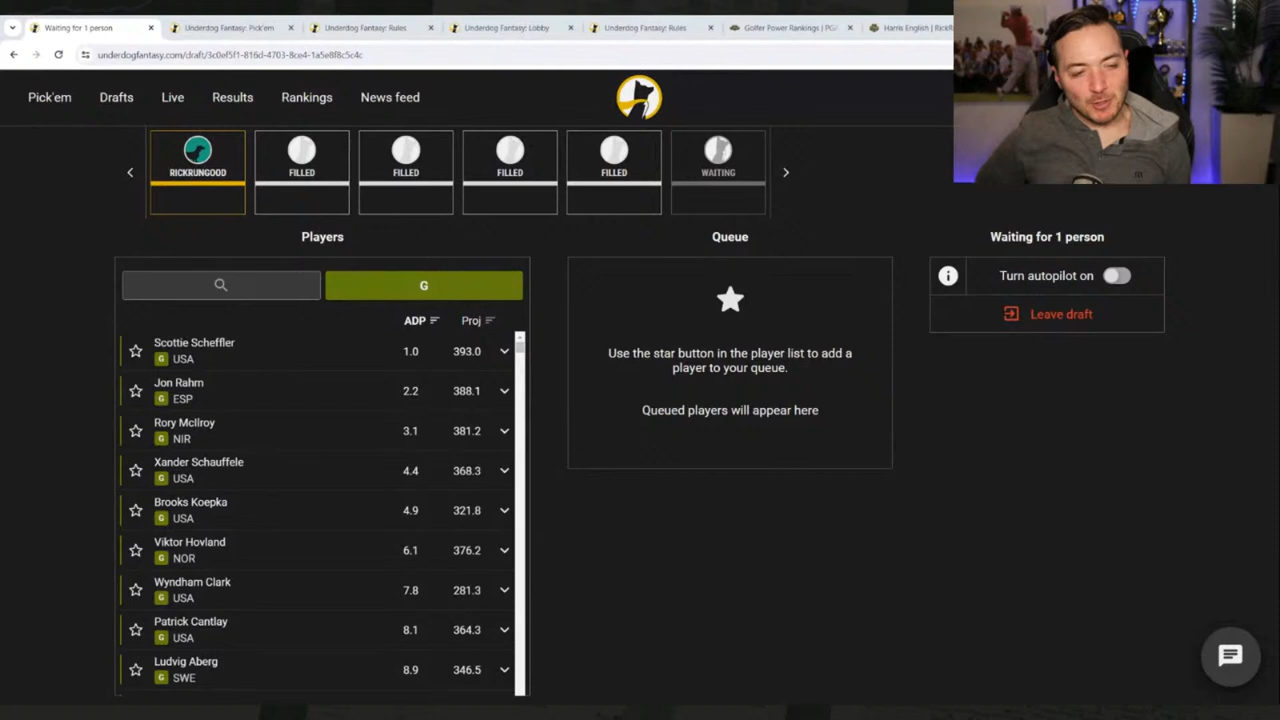 Waiting for 1 person
Underdog Fantasy: Pick'em
Underdog Fantasy: Rules
Underdog Fantasy: Lobby
Underdog Fantasy: Rules
Golfer Power Rankings | PGA
Harris English | RickR
underdogfantasy.com/draft/3c0ef5f1-816d-4703-8ce4-1a5e8f8c5c4c
Pick'em
Drafts
Live
Results
Rankings
News feed
RICKRUNGOOD
FILLED
FILLED
FILLED
FILLED
WAITING
Players
Queue
Waiting for 1 person
G
Turn autopilot on
Leave draft
ADP
Proj
Scottie Scheffler
G USA
1.0 393.0
Jon Rahm
G ESP
2.2 388.1
Rory McIlroy
G NIR
3.1 381.2
Xander Schauffele
G USA
4.4 368.3
Brooks Koepka
G USA
4.9 321.8
Viktor Hovland
G NOR
6.1 376.2
Wyndham Clark
G USA
7.8 281.3
Patrick Cantlay
G USA
8.1 364.3
Ludvig Aberg
G SWE
8.9 346.5
Use the star button in the player list to add a
player to your queue.
Queued players will appear here